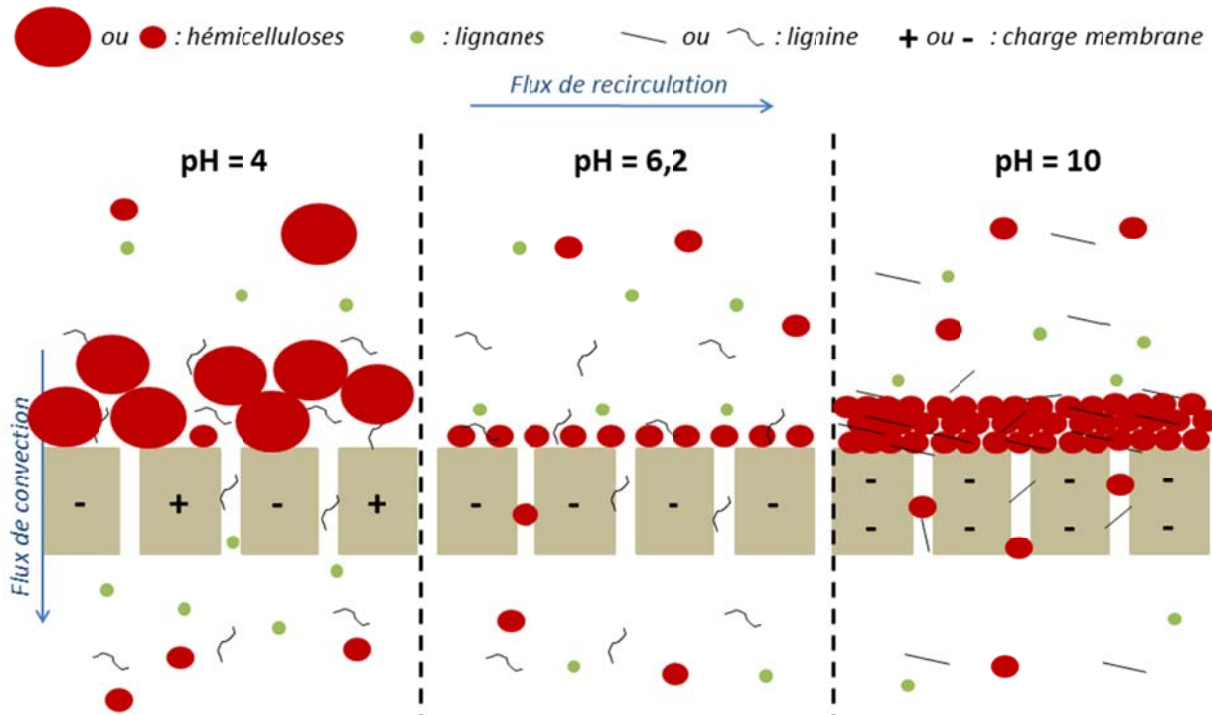 ou : hémicelluloses : lignanes ou : lignine + ou - : charge membrane
Flux de recirculation
pH = 4 pH = 6,2 pH = 10
Flux de convection
- + - + - - - - - - - -
- - - -